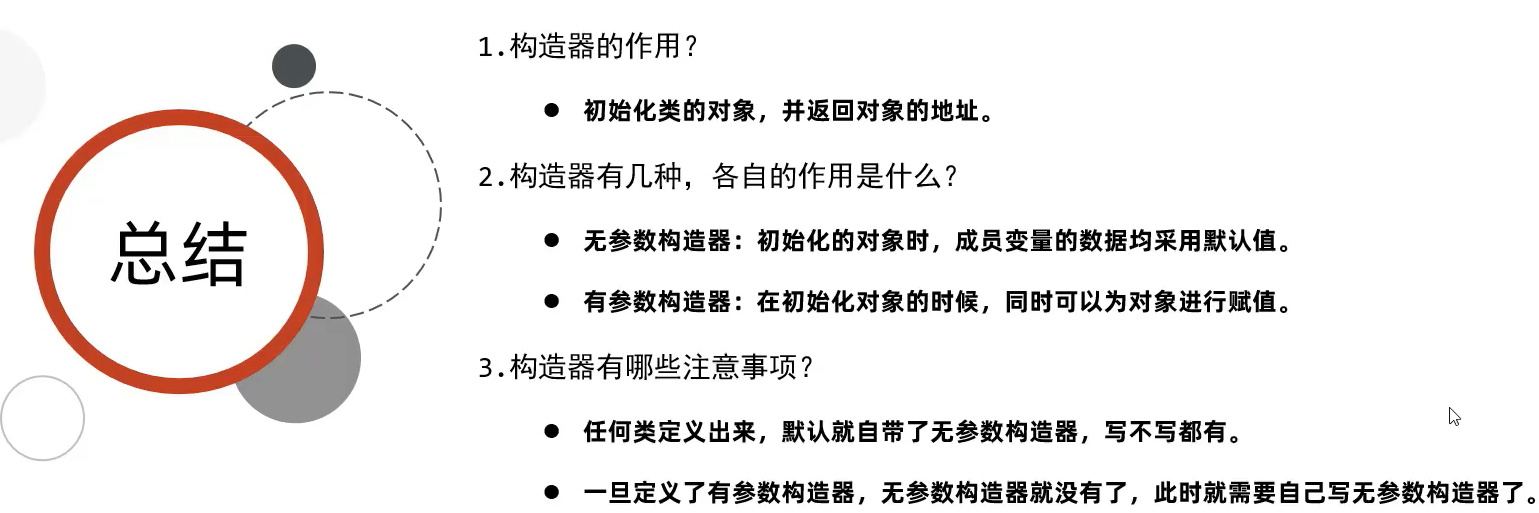 总结
1.构造器的作用?
● 初始化类的对象，并返回对象的地址。
2.构造器有几种，各自的作用是什么?
● 无参数构造器：初始化的对象时，成员变量的数据均采用默认值。
● 有参数构造器：在初始化对象的时候，同时可以为对象进行赋值。
3.构造器有哪些注意事项?
● 任何类定义出来，默认就自带了无参数构造器，写不写都有。
● 一旦定义了有参数构造器，无参数构造器就没有了，此时就需要自己写无参数构造器了。